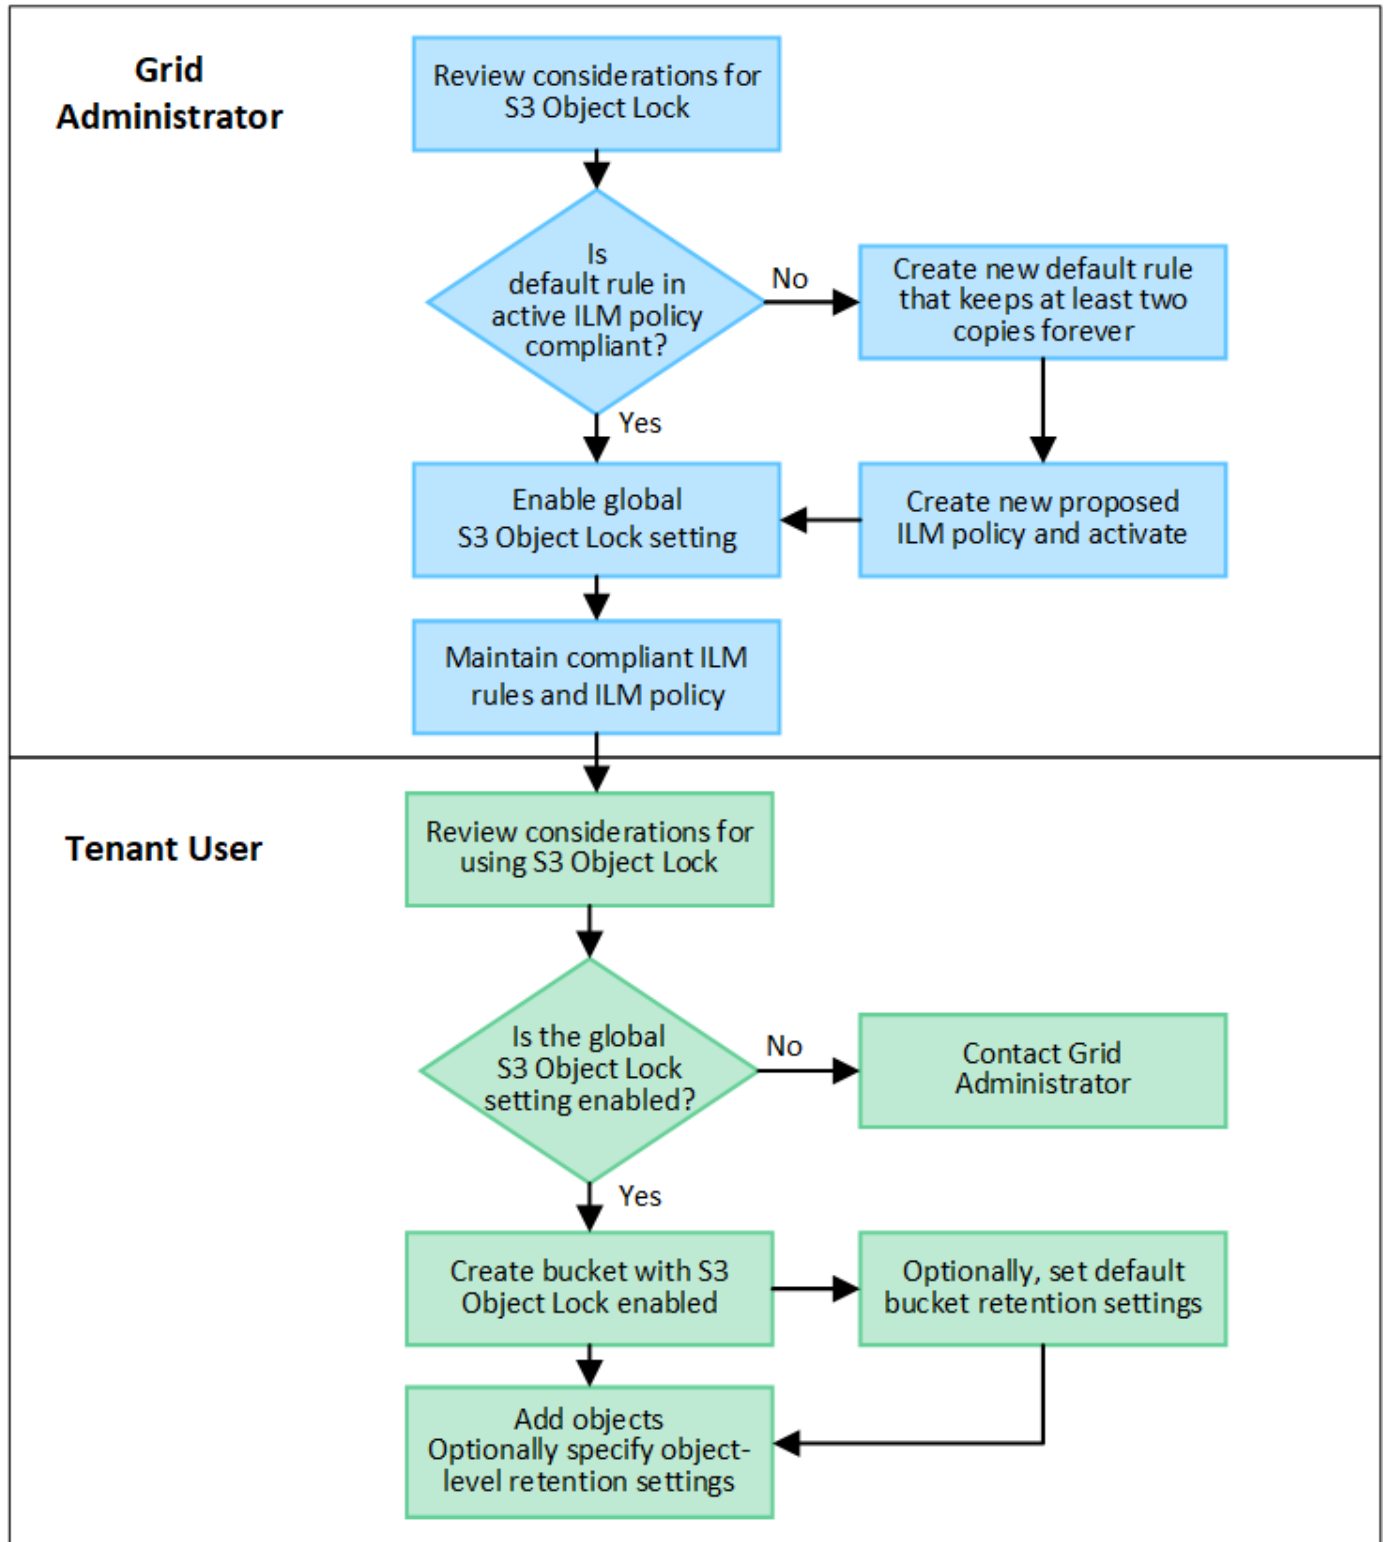 Grid
Administrator
Review considerations for
S3 Object Lock
Is
default rule in
active ILM policy
compliant?
No
Create new default rule
that keeps at least two
copies forever
Yes
Enable global
S3 Object Lock setting
Create new proposed
ILM policy and activate
Maintain compliant ILM
rules and ILM policy
Tenant User
Review considerations for
using S3 Object Lock
Is the global
S3 Object Lock
setting enabled?
No
Contact Grid
Administrator
Yes
Create bucket with S3
Object Lock enabled
Optionally, set default
bucket retention settings
Add objects
Optionally specify object-
level retention settings